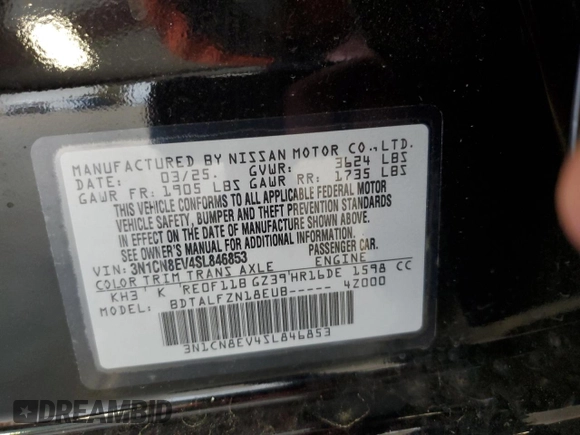 MANUFACTURED BY NISSAN MOTOR CO., LTD.
DATE: 03/25. GVWR: 3624 LBS
GAWR FR: 1905 LBS GAWR RR: 1735 LBS
THIS VEHICLE CONFORMS TO ALL APPLICABLE FEDERAL MOTOR
VEHICLE SAFETY, BUMPER AND THEFT PREVENTION STANDARDS
IN EFFECT ON THE DATE OF MANUFACTURE SHOWN ABOVE.
SEE OWNER'S MANUAL FOR ADDITIONAL INFORMATION
VIN: 3N1CN8EV4SL846853 PASSENGER CAR.
COLOR TRIM TRANS AXLE ENGINE
KH3 K RE0F11B GZ39 HR16DE 1598 CC
MODEL: BDTALFZN18EUB----- 4Z000
3N1CN8EV4SL846853
DREAMBID